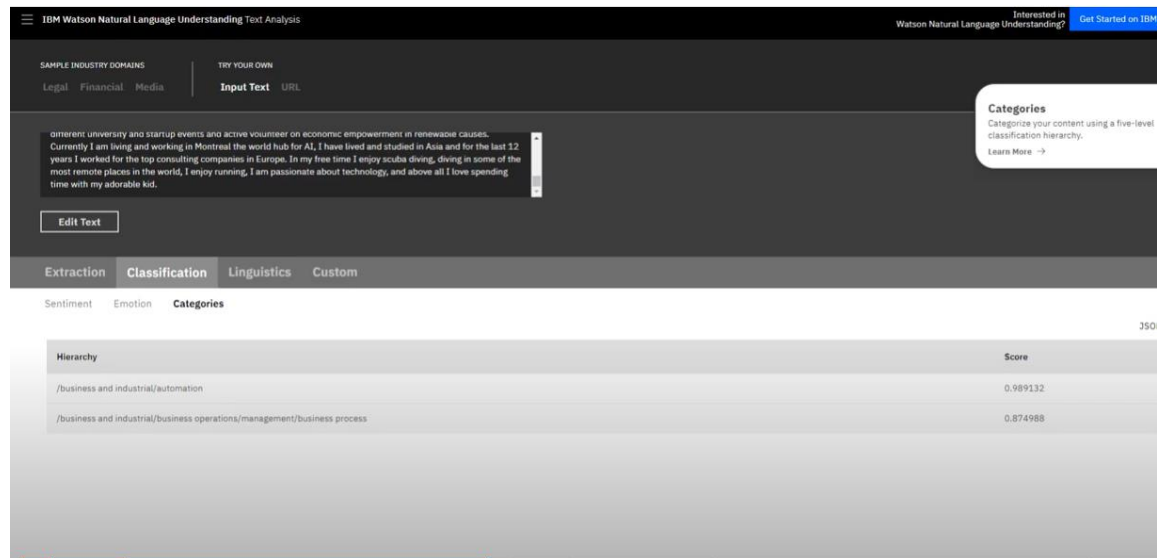 IBM Watson Natural Language Understanding Text Analysis
Interested in
Watson Natural Language Understanding?
Get Started on IBM
SAMPLE INDUSTRY DOMAINS
TRY YOUR OWN
Legal Financial Media
Input Text URL
Categories
Categorize your content using a five-level
classification hierarchy.
Learn More →
different university and startup events and active volunteer on economic empowerment in renewable causes.
Currently I am living and working in Montreal the world hub for AI, I have lived and studied in Asia and for the last 12
years I worked for the top consulting companies in Europe. In my free time I enjoy scuba diving, diving in some of the
most remote places in the world, I enjoy running, I am passionate about technology, and above all I love spending
time with my adorable kid.
Edit Text
Extraction Classification Linguistics Custom
Sentiment Emotion Categories
JSO
Hierarchy Score
/business and industrial/automation 0.989132
/business and industrial/business operations/management/business process 0.874988